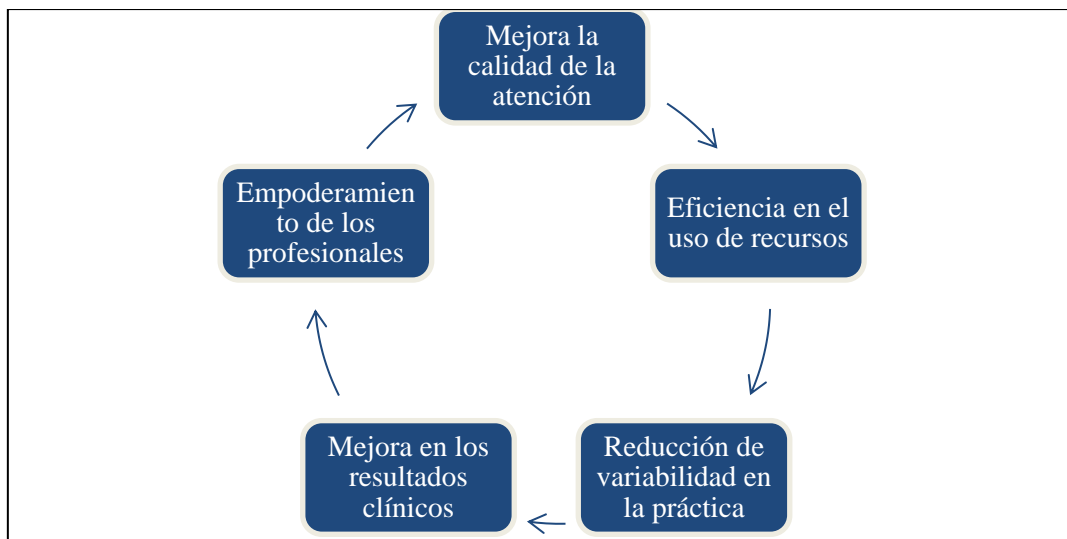 Mejora la
calidad de la
atención
Eficiencia en el
uso de recursos
Reducción de
variabilidad en
la práctica
Mejora en los
resultados
clínicos
Empoderamien
to de los
profesionales